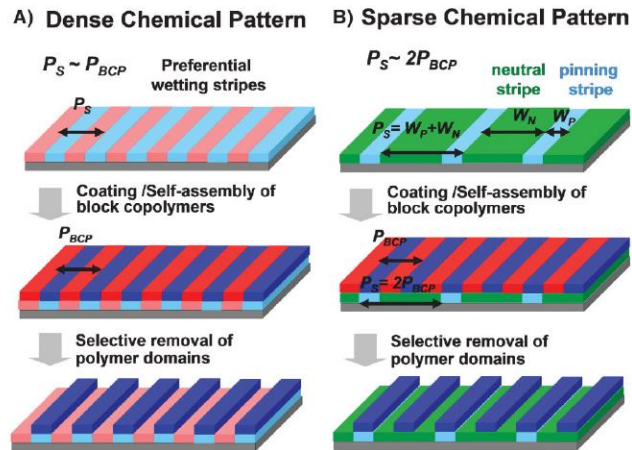 A) Dense Chemical Pattern
P_S ~ P_BCP
Preferential
wetting stripes
P_S
Coating /Self-assembly of
block copolymers
P_BCP
Selective removal of
polymer domains
B) Sparse Chemical Pattern
P_S ~ 2P_BCP
neutral
stripe
pinning
stripe
P_S = W_P+W_N
W_N
W_P
Coating /Self-assembly of
block copolymers
P_BCP
P_S = 2P_BCP
Selective removal of
polymer domains